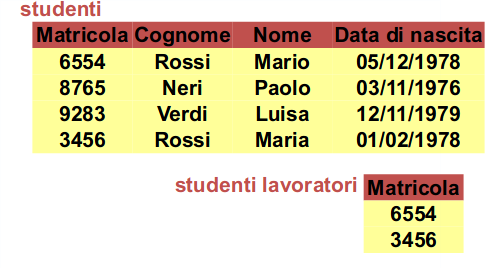 studenti
Matricola Cognome Nome Data di nascita
6554 Rossi Mario 05/12/1978
8765 Neri Paolo 03/11/1976
9283 Verdi Luisa 12/11/1979
3456 Rossi Maria 01/02/1978
studenti lavoratori Matricola
6554
3456